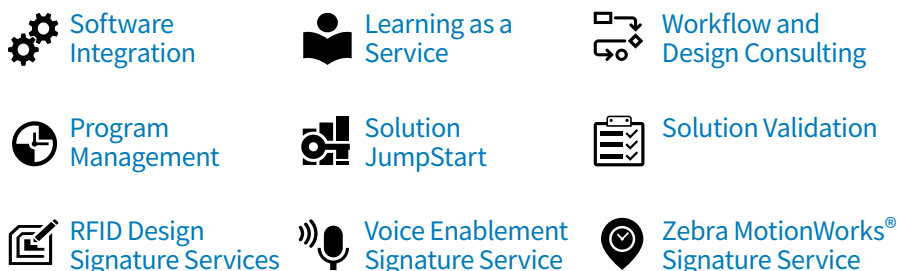 Software
Integration
Learning as a
Service
Workflow and
Design Consulting
Program
Management
Solution
JumpStart
Solution Validation
RFID Design
Signature Services
Voice Enablement
Signature Service
Zebra MotionWorks®
Signature Service